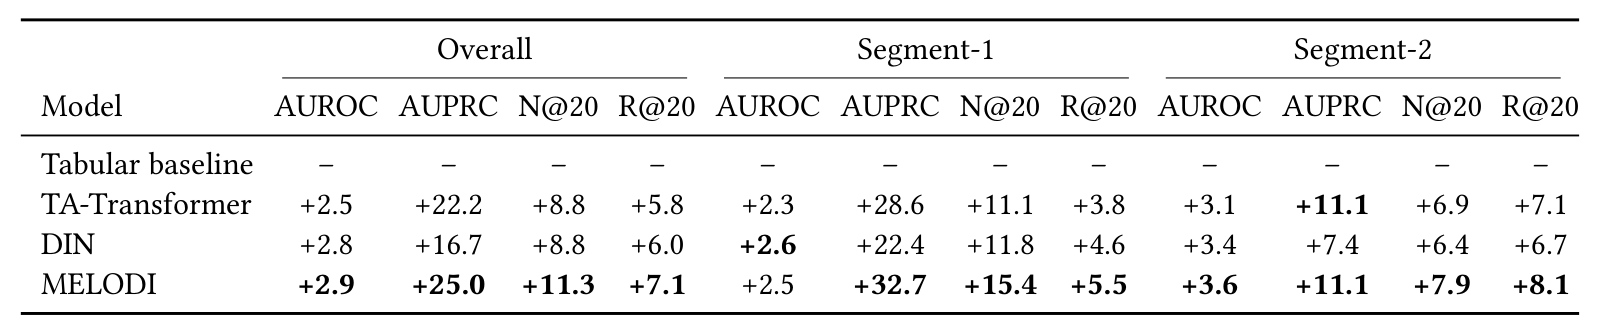 Overall Segment-1 Segment-2
Model AUROC AUPRC N@20 R@20 AUROC AUPRC N@20 R@20 AUROC AUPRC N@20 R@20
Tabular baseline – – – – – – – – – – – –
TA-Transformer +2.5 +22.2 +8.8 +5.8 +2.3 +28.6 +11.1 +3.8 +3.1 +11.1 +6.9 +7.1
DIN +2.8 +16.7 +8.8 +6.0 +2.6 +22.4 +11.8 +4.6 +3.4 +7.4 +6.4 +6.7
MELODI +2.9 +25.0 +11.3 +7.1 +2.5 +32.7 +15.4 +5.5 +3.6 +11.1 +7.9 +8.1